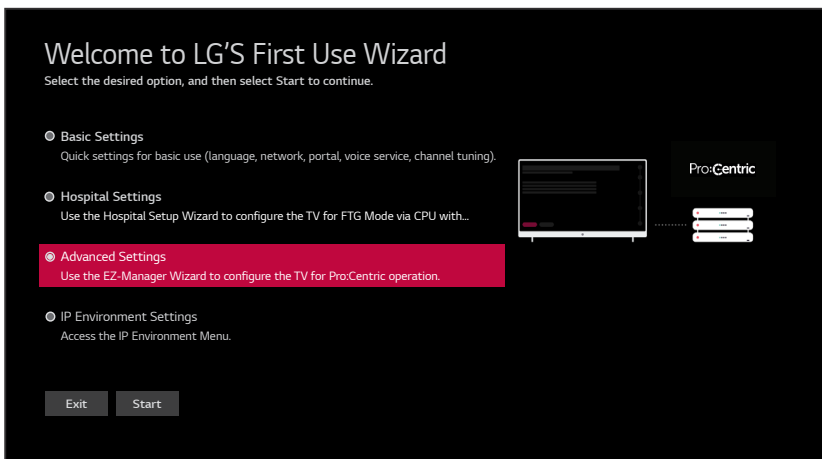 Welcome to LG'S First Use Wizard
Select the desired option, and then select Start to continue.
Basic Settings
Quick settings for basic use (language, network, portal, voice service, channel tuning).
Hospital Settings
Use the Hospital Setup Wizard to configure the TV for FTG Mode via CPU with...
Advanced Settings
Use the EZ-Manager Wizard to configure the TV for Pro:Centric operation.
IP Environment Settings
Access the IP Environment Menu.
Exit Start
Pro:Centric